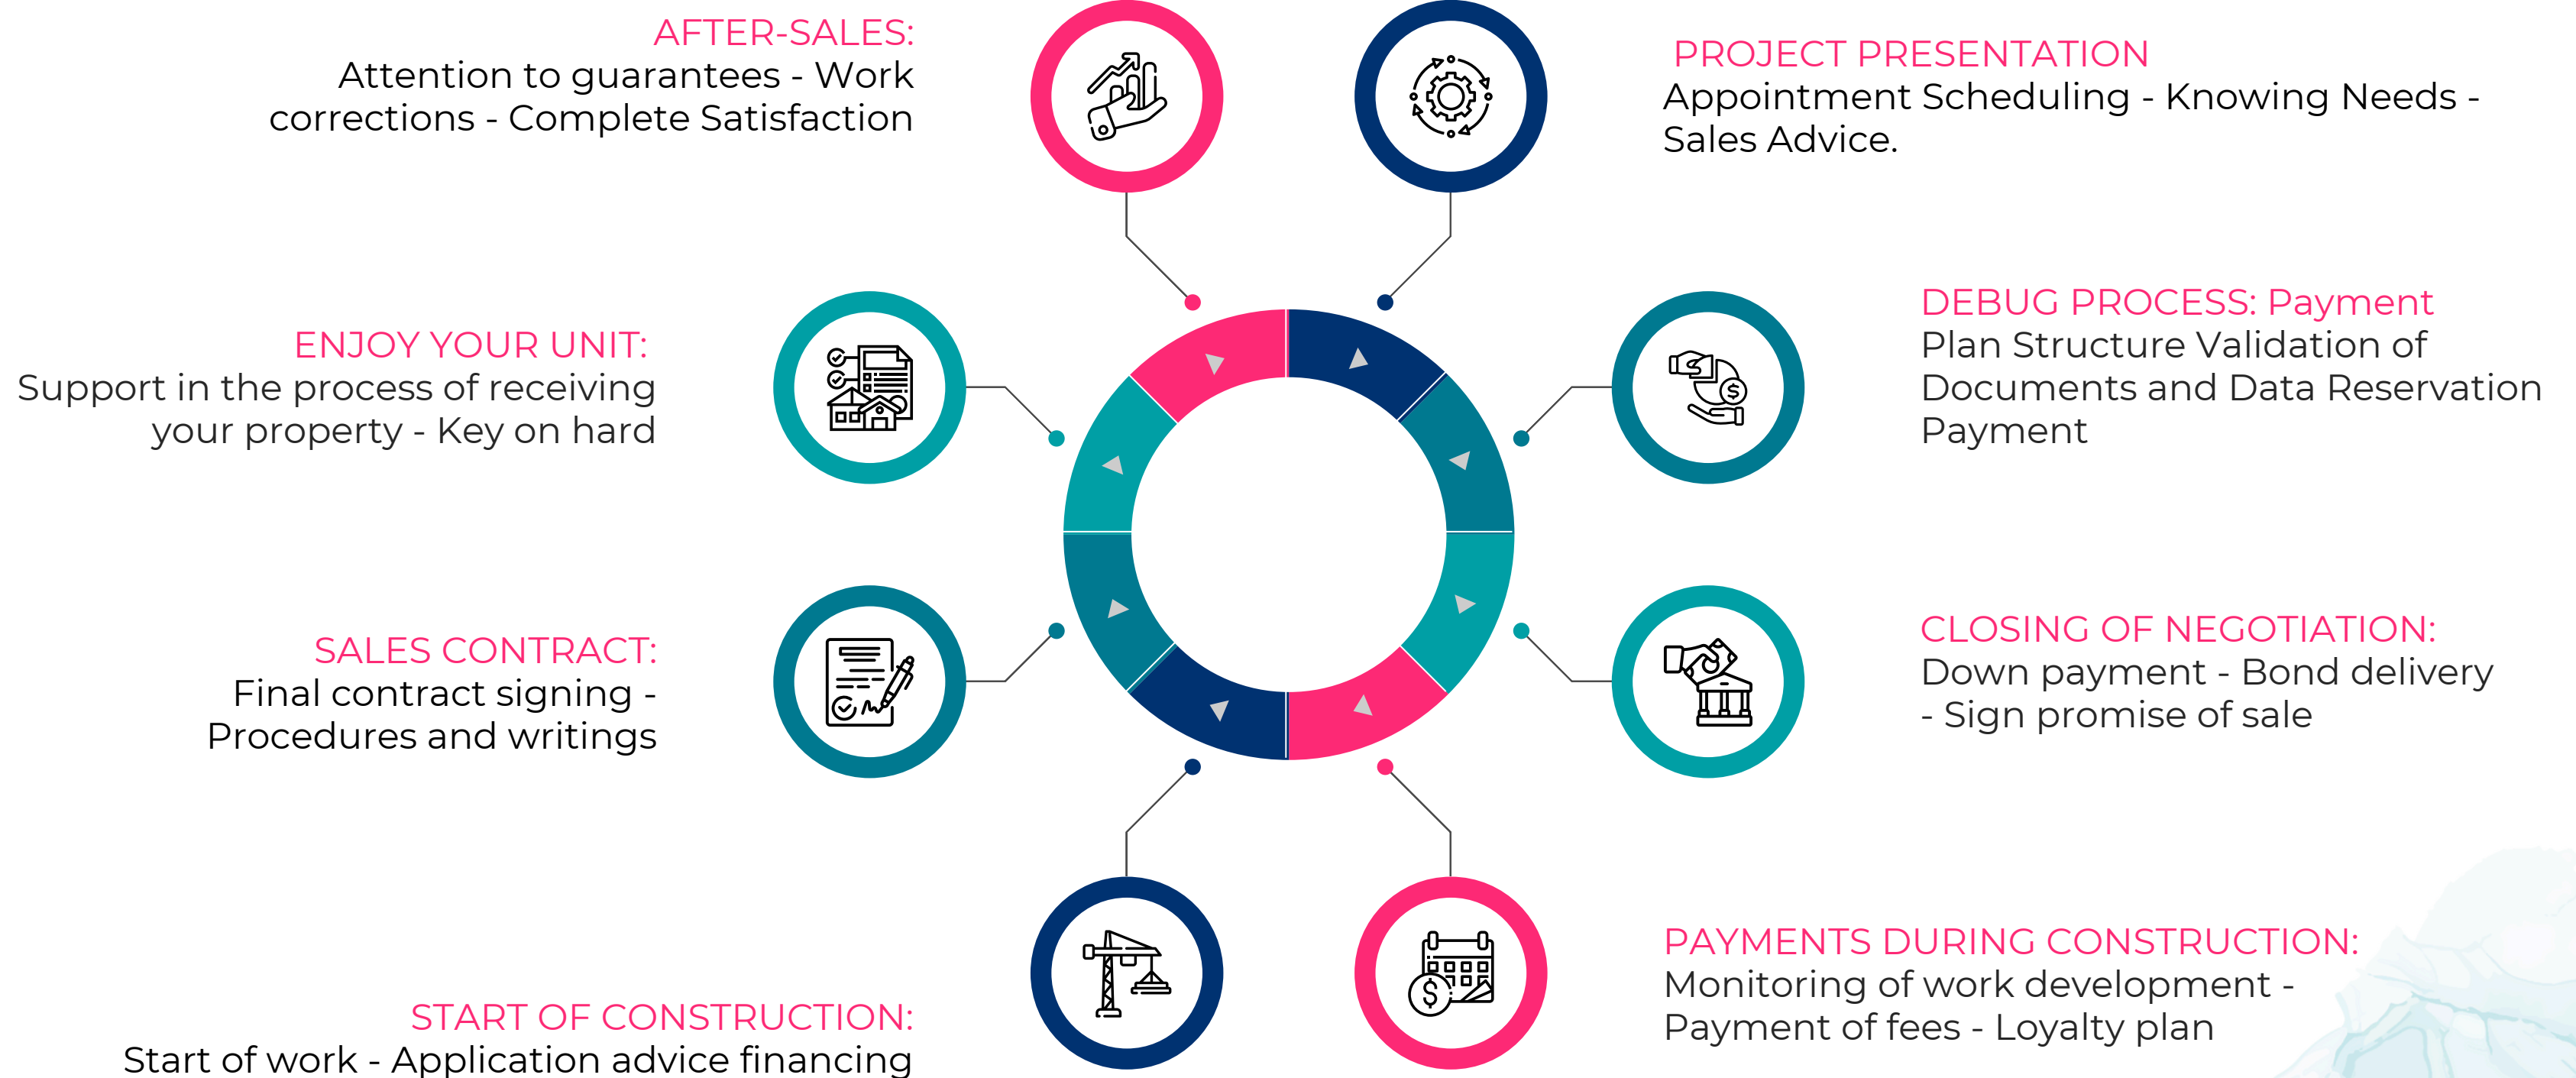 AFTER-SALES:
Attention to guarantees - Work
corrections - Complete Satisfaction
PROJECT PRESENTATION
Appointment Scheduling - Knowing Needs -
Sales Advice.
DEBUG PROCESS: Payment
Plan Structure Validation of
Documents and Data Reservation
Payment
ENJOY YOUR UNIT:
Support in the process of receiving
your property - Key on hard
CLOSING OF NEGOTIATION:
Down payment - Bond delivery
- Sign promise of sale
SALES CONTRACT:
Final contract signing -
Procedures and writings
PAYMENTS DURING CONSTRUCTION:
Monitoring of work development -
Payment of fees - Loyalty plan
START OF CONSTRUCTION:
Start of work - Application advice financing